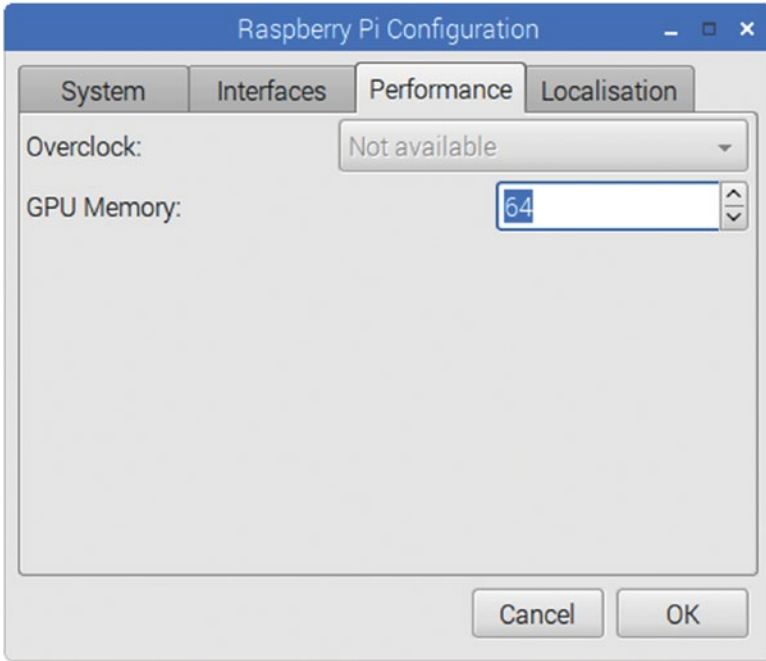 Raspberry Pi Configuration
System Interfaces Performance Localisation
Overclock: Not available
GPU Memory: 64
Cancel OK